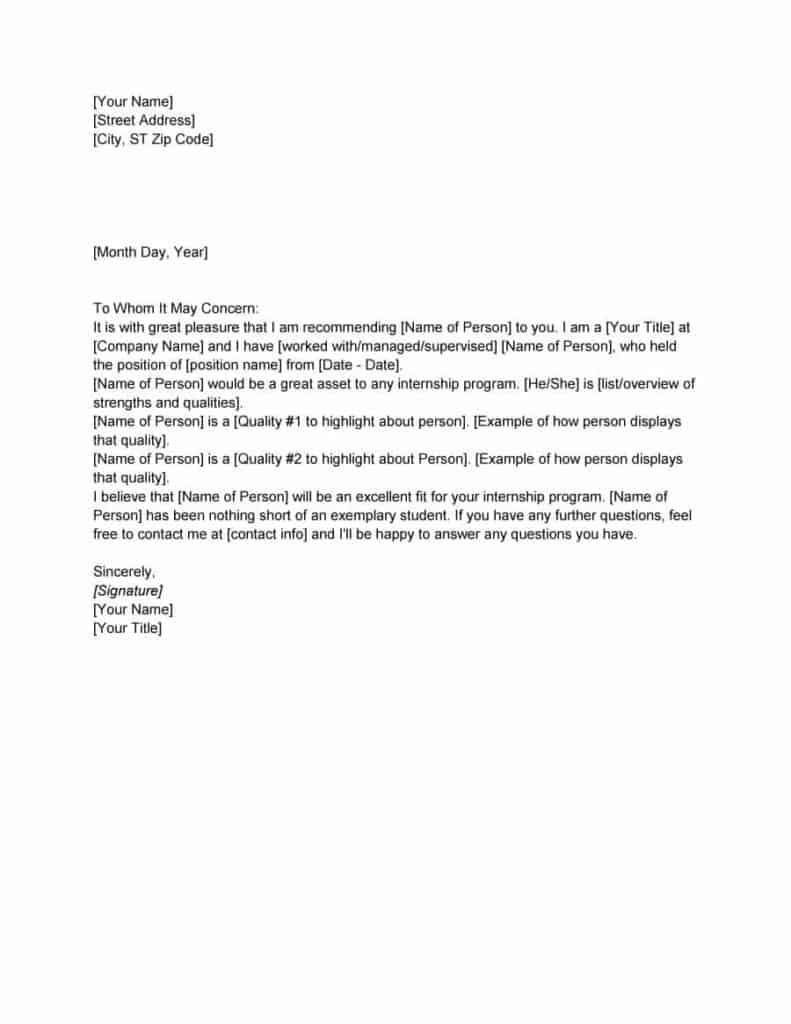 [Your Name]
[Street Address]
[City, ST Zip Code]
[Month Day, Year]
To Whom It May Concern:
It is with great pleasure that I am recommending [Name of Person] to you. I am a [Your Title] at
[Company Name] and I have [worked with/managed/supervised] [Name of Person], who held
the position of [position name] from [Date - Date].
[Name of Person] would be a great asset to any internship program. [He/She] is [list/overview of
strengths and qualities].
[Name of Person] is a [Quality #1 to highlight about person]. [Example of how person displays
that quality].
[Name of Person] is a [Quality #2 to highlight about Person]. [Example of how person displays
that quality].
I believe that [Name of Person] will be an excellent fit for your internship program. [Name of
Person] has been nothing short of an exemplary student. If you have any further questions, feel
free to contact me at [contact info] and I'll be happy to answer any questions you have.
Sincerely,
[Signature]
[Your Name]
[Your Title]